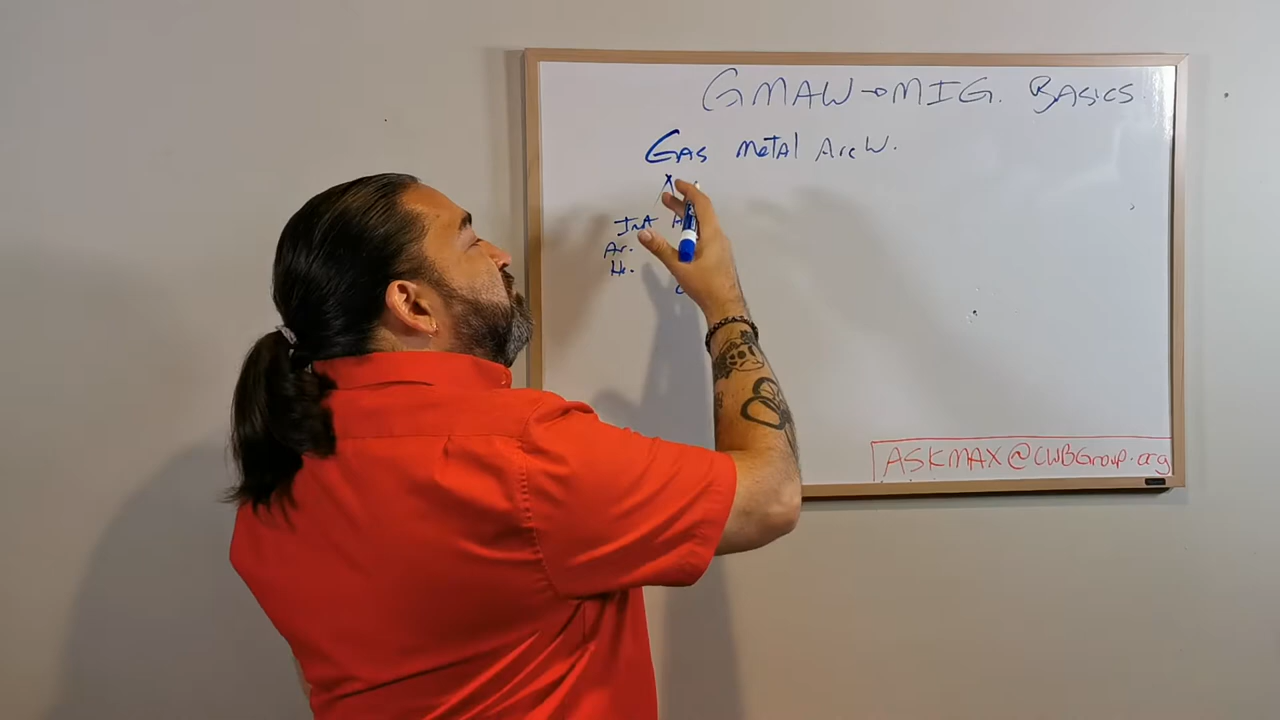 GMAW→MIG. BASICS
GAS Metal Arc W.
InA
Ar.
He.
ASKMAX@CWBGroup.org